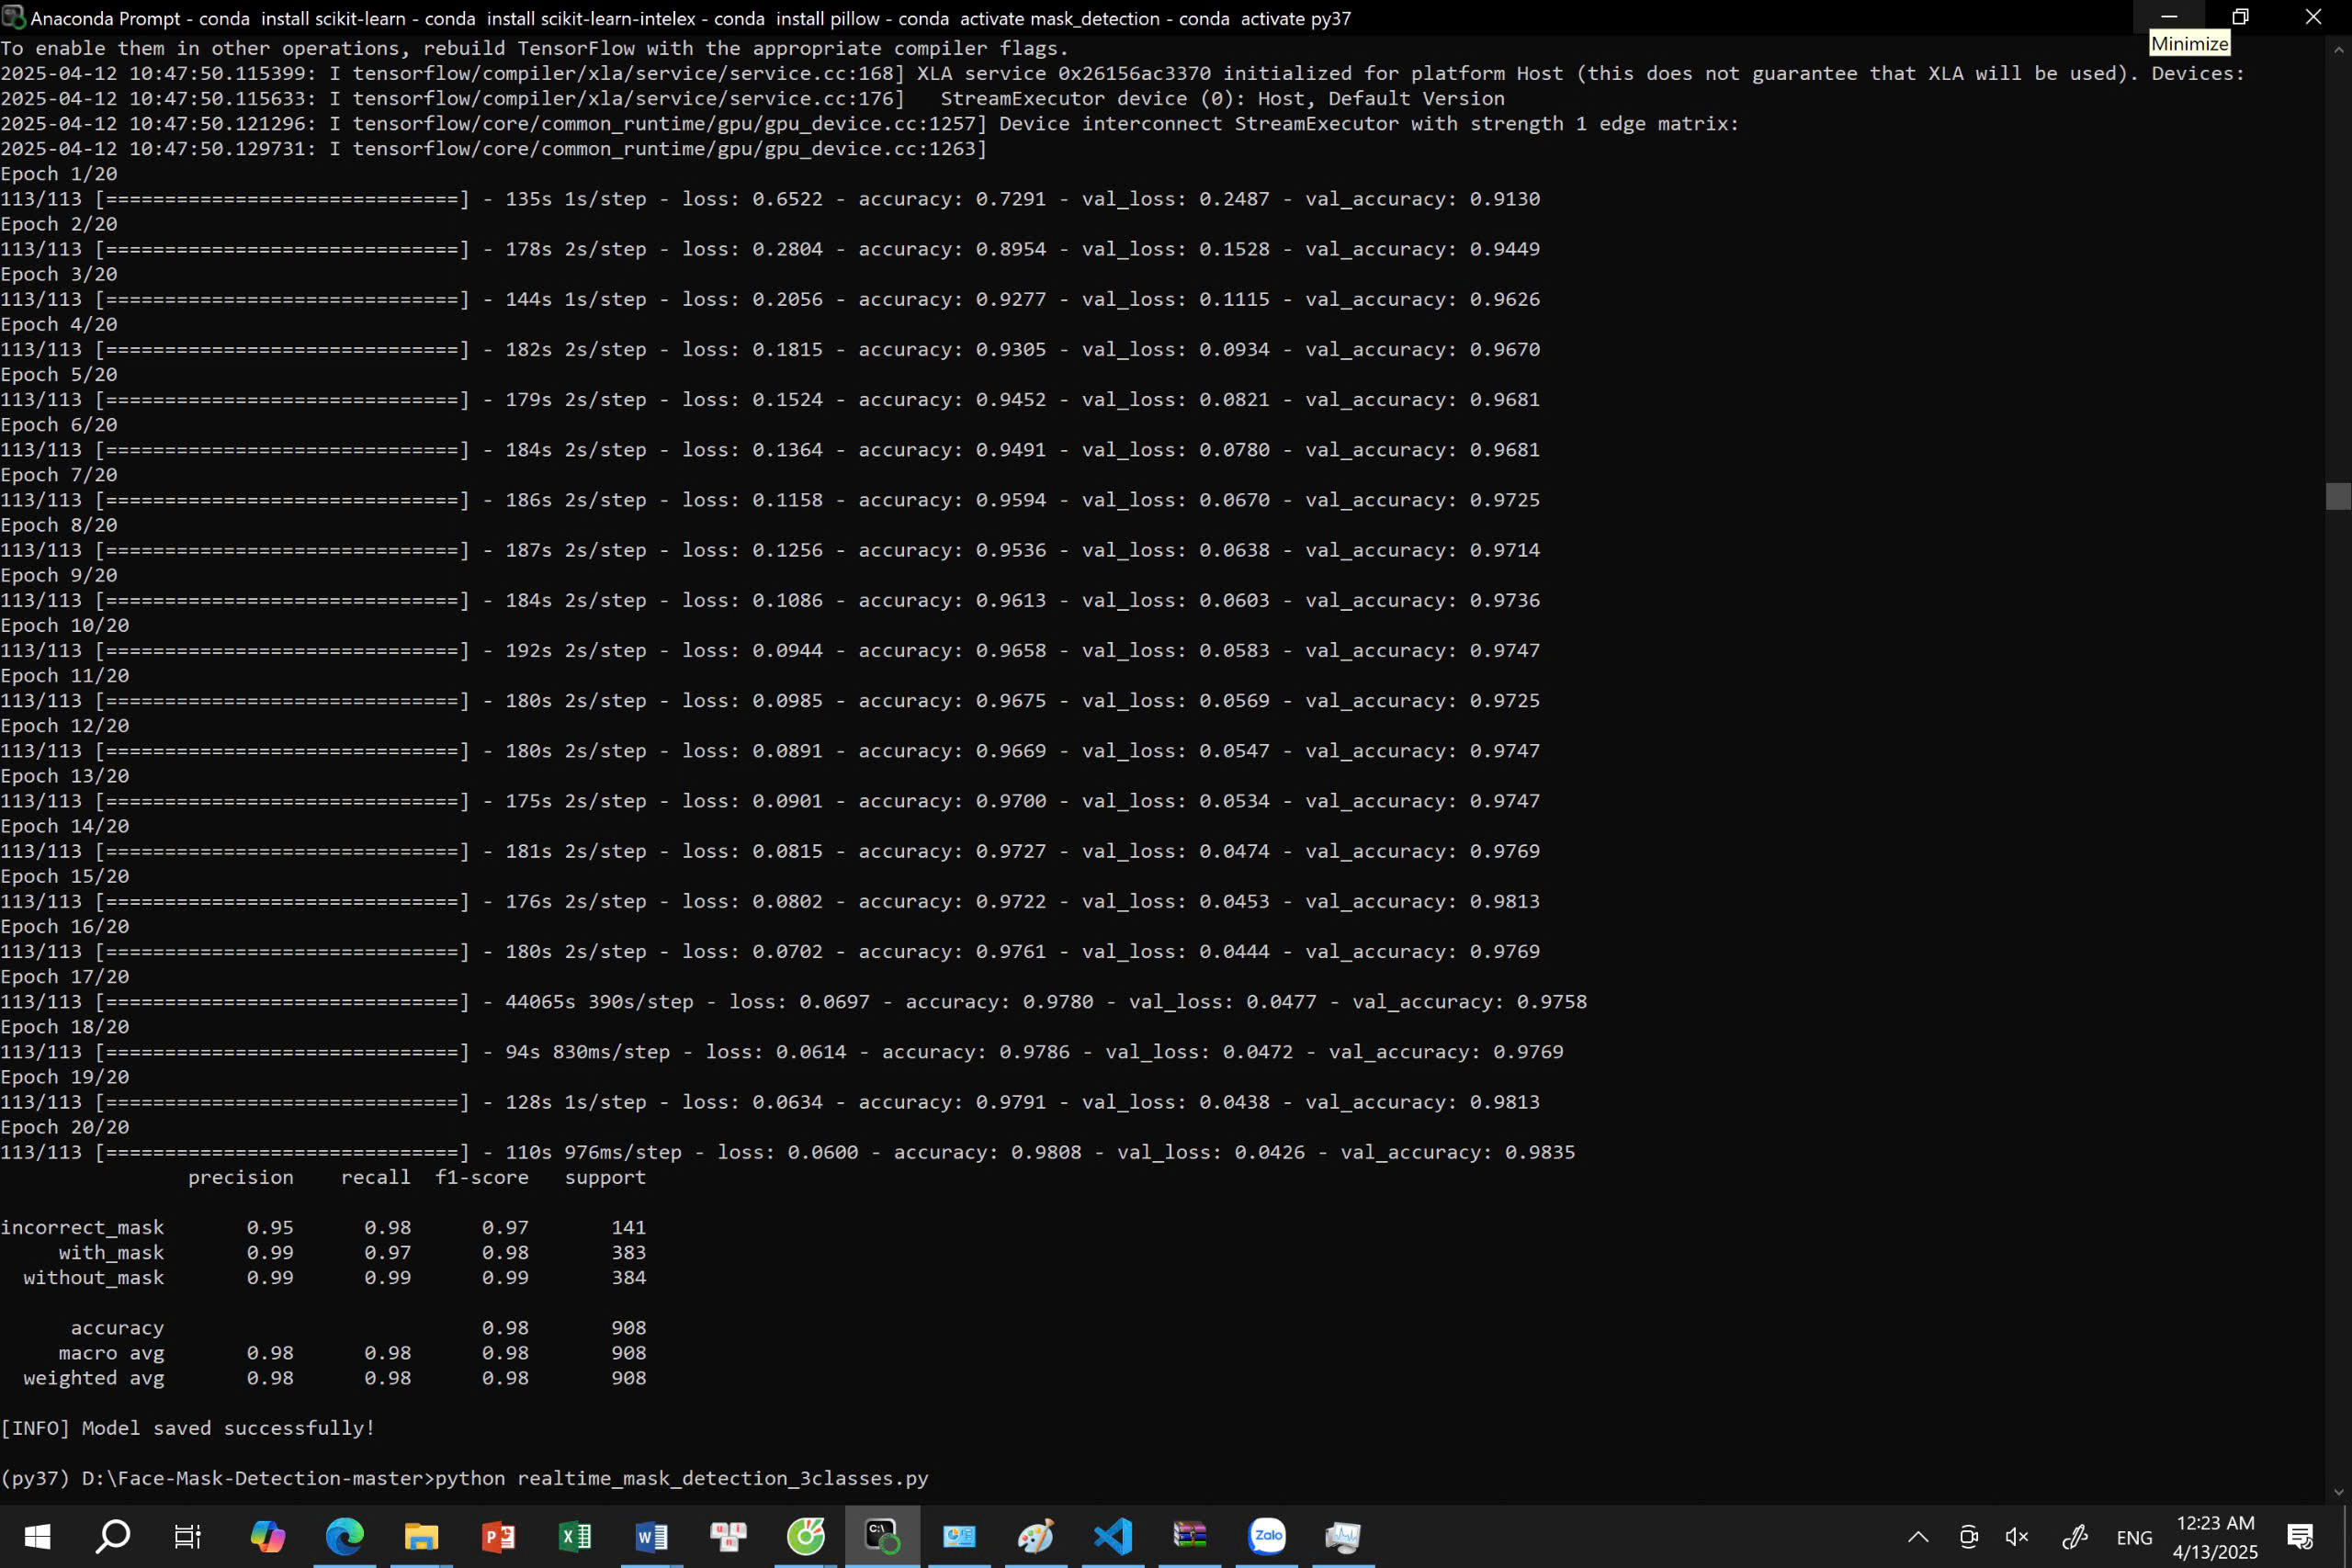 Anaconda Prompt - conda install scikit-learn - conda install scikit-learn-intelex - conda install pillow - conda activate mask_detection - conda activate py37
Minimize
To enable them in other operations, rebuild TensorFlow with the appropriate compiler flags.
2025-04-12 10:47:50.115399: I tensorflow/compiler/xla/service/service.cc:168] XLA service 0x26156ac3370 initialized for platform Host (this does not guarantee that XLA will be used). Devices:
2025-04-12 10:47:50.115633: I tensorflow/compiler/xla/service/service.cc:176]   StreamExecutor device (0): Host, Default Version
2025-04-12 10:47:50.121296: I tensorflow/core/common_runtime/gpu/gpu_device.cc:1257] Device interconnect StreamExecutor with strength 1 edge matrix:
2025-04-12 10:47:50.129731: I tensorflow/core/common_runtime/gpu/gpu_device.cc:1263]
Epoch 1/20
113/113 [==============================] - 135s 1s/step - loss: 0.6522 - accuracy: 0.7291 - val_loss: 0.2487 - val_accuracy: 0.9130
Epoch 2/20
113/113 [==============================] - 178s 2s/step - loss: 0.2804 - accuracy: 0.8954 - val_loss: 0.1528 - val_accuracy: 0.9449
Epoch 3/20
113/113 [==============================] - 144s 1s/step - loss: 0.2056 - accuracy: 0.9277 - val_loss: 0.1115 - val_accuracy: 0.9626
Epoch 4/20
113/113 [==============================] - 182s 2s/step - loss: 0.1815 - accuracy: 0.9305 - val_loss: 0.0934 - val_accuracy: 0.9670
Epoch 5/20
113/113 [==============================] - 179s 2s/step - loss: 0.1524 - accuracy: 0.9452 - val_loss: 0.0821 - val_accuracy: 0.9681
Epoch 6/20
113/113 [==============================] - 184s 2s/step - loss: 0.1364 - accuracy: 0.9491 - val_loss: 0.0780 - val_accuracy: 0.9681
Epoch 7/20
113/113 [==============================] - 186s 2s/step - loss: 0.1158 - accuracy: 0.9594 - val_loss: 0.0670 - val_accuracy: 0.9725
Epoch 8/20
113/113 [==============================] - 187s 2s/step - loss: 0.1256 - accuracy: 0.9536 - val_loss: 0.0638 - val_accuracy: 0.9714
Epoch 9/20
113/113 [==============================] - 184s 2s/step - loss: 0.1086 - accuracy: 0.9613 - val_loss: 0.0603 - val_accuracy: 0.9736
Epoch 10/20
113/113 [==============================] - 192s 2s/step - loss: 0.0944 - accuracy: 0.9658 - val_loss: 0.0583 - val_accuracy: 0.9747
Epoch 11/20
113/113 [==============================] - 180s 2s/step - loss: 0.0985 - accuracy: 0.9675 - val_loss: 0.0569 - val_accuracy: 0.9725
Epoch 12/20
113/113 [==============================] - 180s 2s/step - loss: 0.0891 - accuracy: 0.9669 - val_loss: 0.0547 - val_accuracy: 0.9747
Epoch 13/20
113/113 [==============================] - 175s 2s/step - loss: 0.0901 - accuracy: 0.9700 - val_loss: 0.0534 - val_accuracy: 0.9747
Epoch 14/20
113/113 [==============================] - 181s 2s/step - loss: 0.0815 - accuracy: 0.9727 - val_loss: 0.0474 - val_accuracy: 0.9769
Epoch 15/20
113/113 [==============================] - 176s 2s/step - loss: 0.0802 - accuracy: 0.9722 - val_loss: 0.0453 - val_accuracy: 0.9813
Epoch 16/20
113/113 [==============================] - 180s 2s/step - loss: 0.0702 - accuracy: 0.9761 - val_loss: 0.0444 - val_accuracy: 0.9769
Epoch 17/20
113/113 [==============================] - 44065s 390s/step - loss: 0.0697 - accuracy: 0.9780 - val_loss: 0.0477 - val_accuracy: 0.9758
Epoch 18/20
113/113 [==============================] - 94s 830ms/step - loss: 0.0614 - accuracy: 0.9786 - val_loss: 0.0472 - val_accuracy: 0.9769
Epoch 19/20
113/113 [==============================] - 128s 1s/step - loss: 0.0634 - accuracy: 0.9791 - val_loss: 0.0438 - val_accuracy: 0.9813
Epoch 20/20
113/113 [==============================] - 110s 976ms/step - loss: 0.0600 - accuracy: 0.9808 - val_loss: 0.0426 - val_accuracy: 0.9835
precision    recall  f1-score   support
incorrect_mask       0.95      0.98      0.97       141
with_mask       0.99      0.97      0.98       383
without_mask       0.99      0.99      0.99       384
accuracy                           0.98       908
macro avg       0.98      0.98      0.98       908
weighted avg       0.98      0.98      0.98       908
[INFO] Model saved successfully!
(py37) D:\Face-Mask-Detection-master>python realtime_mask_detection_3classes.py
Zalo
ENG
12:23 AM
4/13/2025